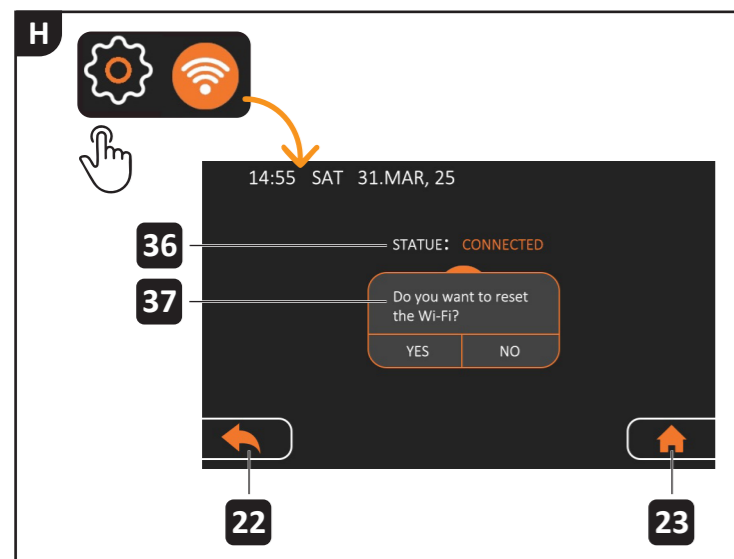 H
14:55 SAT 31.MAR, 25
36
STATUE: CONNECTED
37
Do you want to reset
the Wi-Fi?
YES NO
22
23